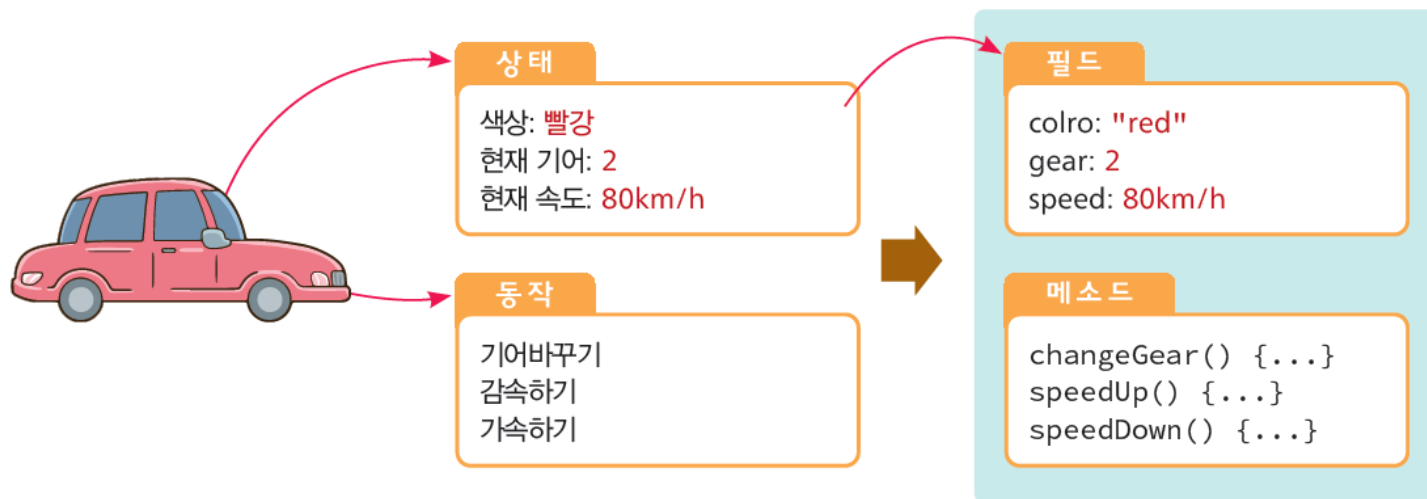 상태
색상: 빨강
현재 기어: 2
현재 속도: 80km/h
동작
기어바꾸기
감속하기
가속하기
필드
colro: "red"
gear: 2
speed: 80km/h
메소드
changeGear() {...}
speedUp() {...}
speedDown() {...}